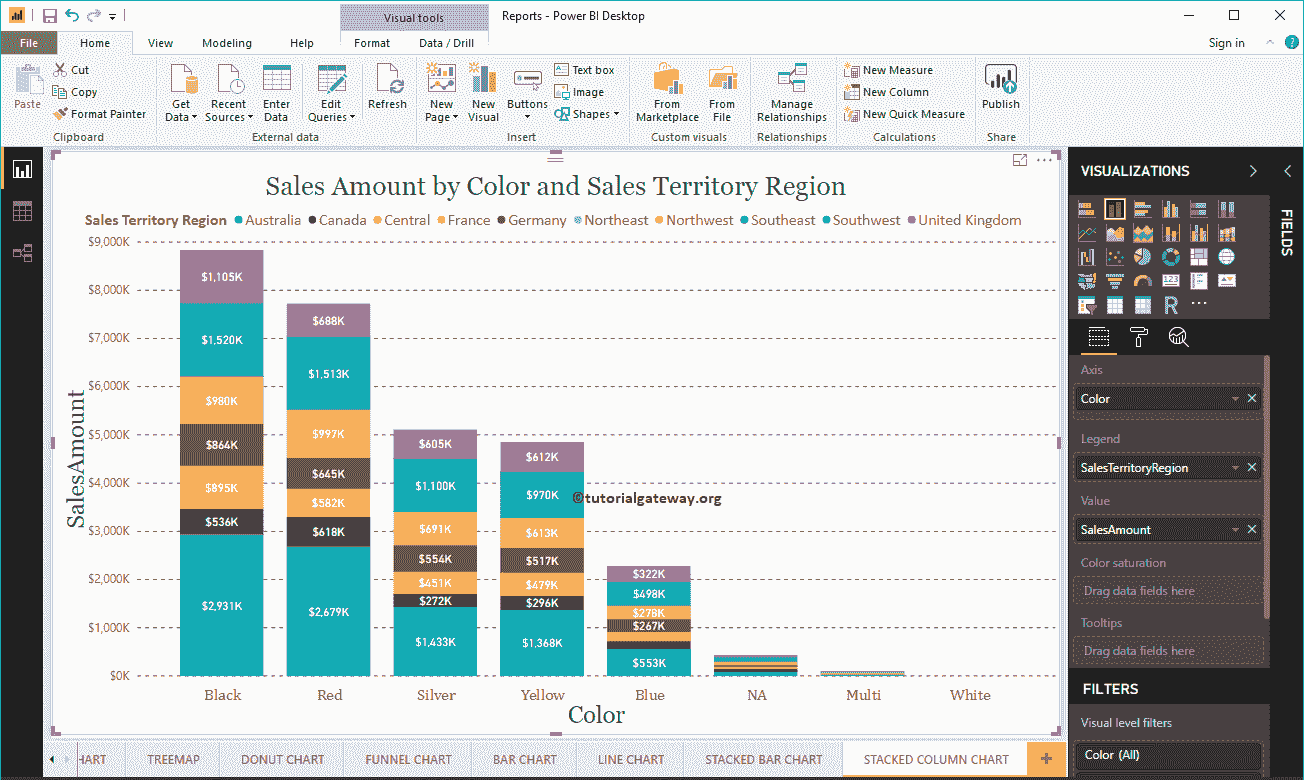 Visual tools
Reports - Power BI Desktop
File Home View Modeling Help Format Data / Drill Sign in ?
Paste
Cut
Copy
Format Painter
Clipboard
Get Data
Recent Sources
Enter Data
Edit Queries
Refresh
External data
New Page
New Visual
Buttons
Text box
Image
Shapes
Insert
From Marketplace
From File
Custom visuals
Manage Relationships
Relationships
New Measure
New Column
New Quick Measure
Calculations
Publish
Share
Sales Amount by Color and Sales Territory Region
Sales Territory Region Australia Canada Central France Germany Northeast Northwest Southeast Southwest United Kingdom
SalesAmount
$9,000K
$8,000K
$7,000K
$6,000K
$5,000K
$4,000K
$3,000K
$2,000K
$1,000K
$0K
$1,105K
$1,520K
$980K
$864K
$895K
$536K
$2,931K
$688K
$1,513K
$997K
$645K
$582K
$618K
$2,679K
$605K
$1,100K
$691K
$554K
$451K
$272K
$1,433K
$612K
$970K
$613K
$517K
$479K
$296K
$1,368K
$322K
$498K
$278K
$267K
$553K
©tutorialgateway.org
Black Red Silver Yellow Blue NA Multi White
Color
HART TREEMAP DONUT CHART FUNNEL CHART BAR CHART LINE CHART STACKED BAR CHART STACKED COLUMN CHART +
VISUALIZATIONS
123
R
Axis
Color
Legend
SalesTerritoryRegion
Value
SalesAmount
Color saturation
Drag data fields here
Tooltips
Drag data fields here
FILTERS
Visual level filters
Color (All)
FIELDS